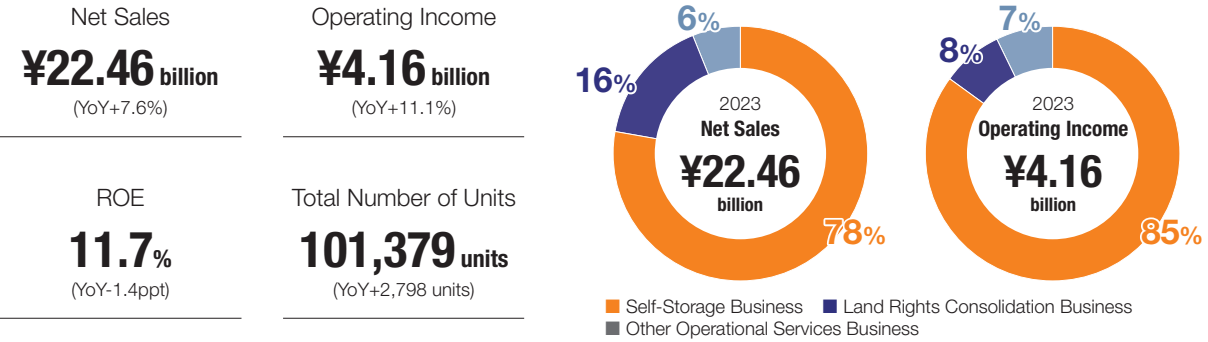 Net Sales
¥22.46 billion
(YoY+7.6%)
Operating Income
¥4.16 billion
(YoY+11.1%)
ROE
11.7%
(YoY-1.4ppt)
Total Number of Units
101,379 units
(YoY+2,798 units)
6%
16%
2023
Net Sales
¥22.46
billion
78%
7%
8%
2023
Operating Income
¥4.16
billion
85%
Self-Storage Business
Land Rights Consolidation Business
Other Operational Services Business